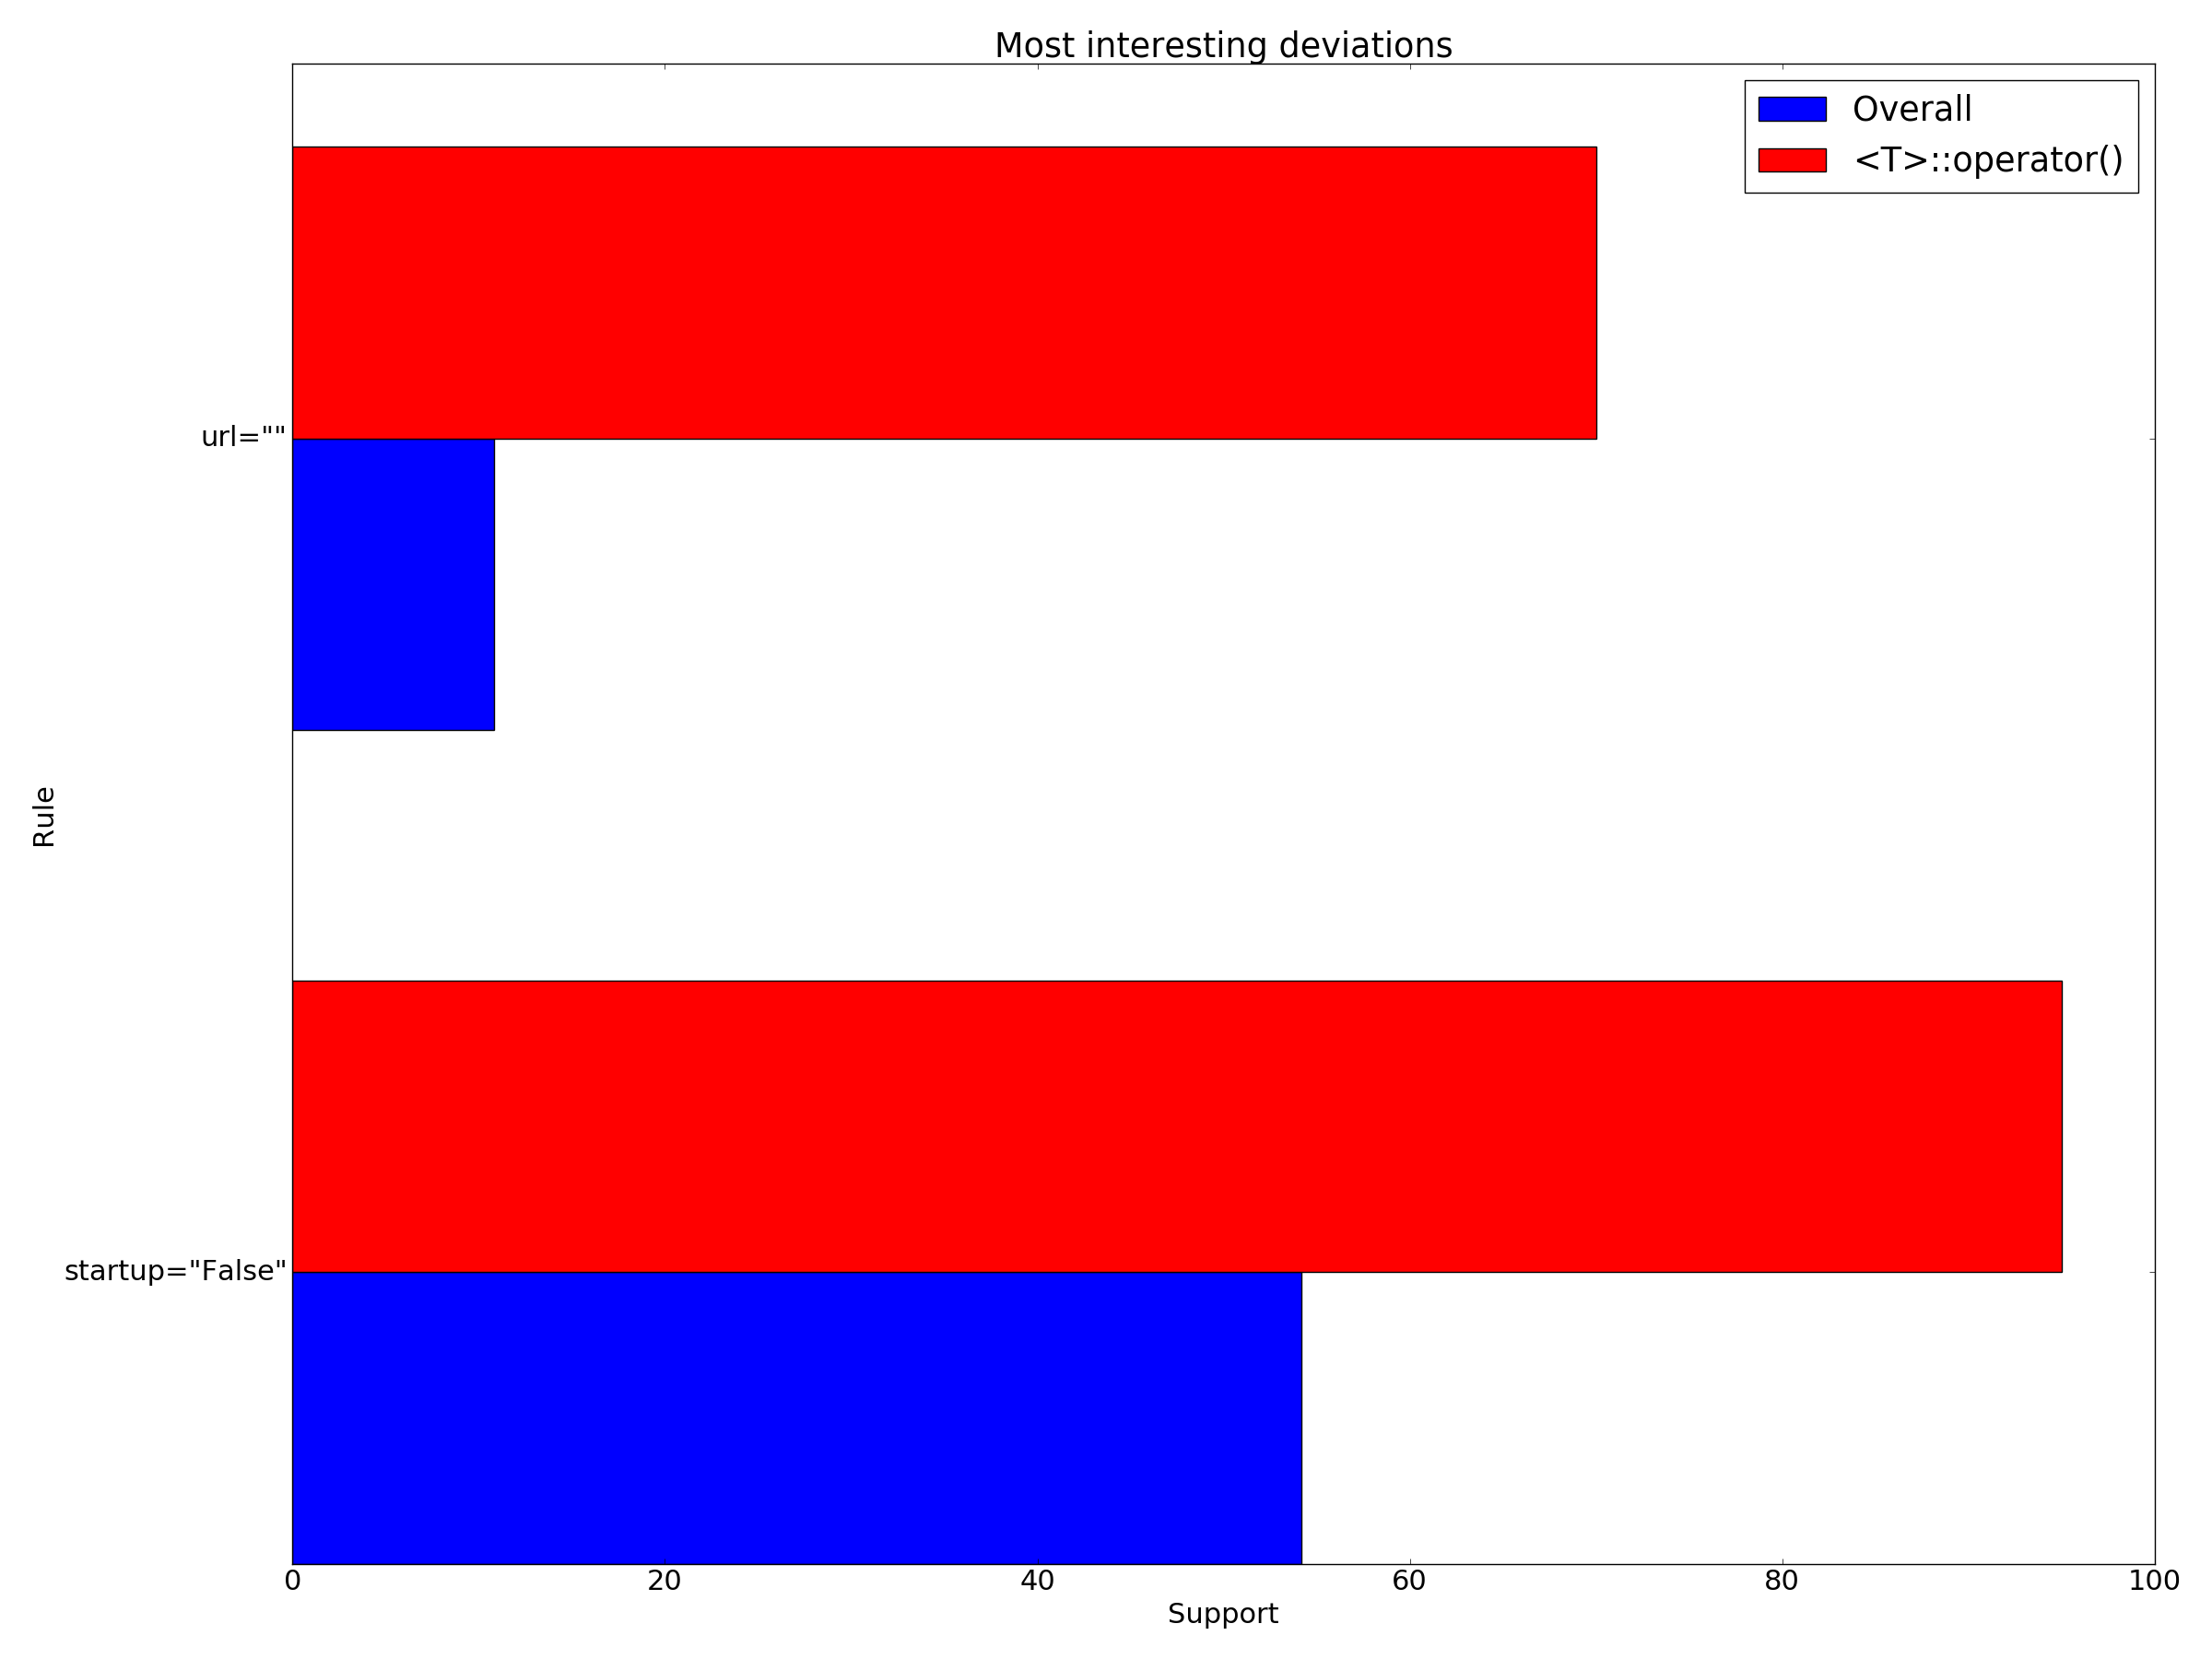 Most interesting deviations
Overall
<T>::operator()
url=""
Rule
startup="False"
0 20 40 60 80 100
Support